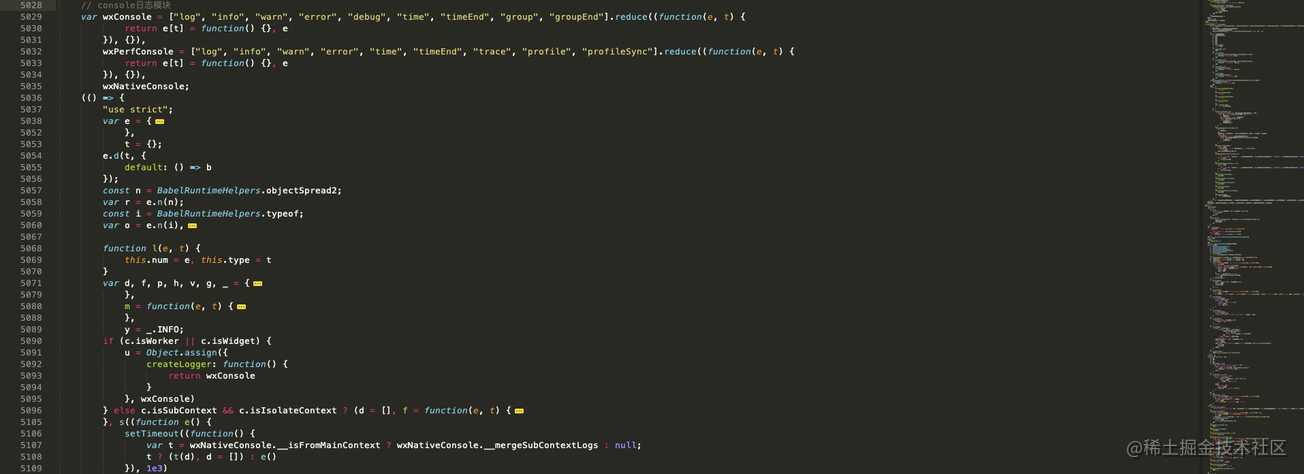 5028 // console日志模块
5029 var wxConsole = ["log", "info", "warn", "error", "debug", "time", "timeEnd", "group", "groupEnd"].reduce((function(e, t) {
5030 return e[t] = function() {}, e
5031 }), {}),
5032 wxPerfConsole = ["log", "info", "warn", "error", "time", "timeEnd", "trace", "profile", "profileSync"].reduce((function(e, t) {
5033 return e[t] = function() {}, e
5034 }), {}),
5035 wxNativeConsole;
5036 (() => {
5037 "use strict";
5038 var e = {
5052 },
5053 t = {};
5054 e.d(t, {
5055 default: () => b
5056 });
5057 const n = BabelRuntimeHelpers.objectSpread2;
5058 var r = e.n(n);
5059 const i = BabelRuntimeHelpers.typeof;
5060 var o = e.n(i),
5067
5068 function l(e, t) {
5069 this.num = e, this.type = t
5070 }
5071 var d, f, p, h, v, g, _ = {
5079 },
5080 m = function(e, t) {
5088 },
5089 y = _.INFO;
5090 if (c.isWorker || c.isWidget) {
5091 u = Object.assign({
5092 createLogger: function() {
5093 return wxConsole
5094 }
5095 }, wxConsole)
5096 } else c.isSubContext && c.isIsolateContext ? (d = [], f = function(e, t) {
5105 }, s((function e() {
5106 setTimeout((function() {
5107 var t = wxNativeConsole.__isFromMainContext ? wxNativeConsole.__mergeSubContextLogs : null;
5108 t ? (t(d), d = []) : e()
5109 }), 1e3)
@稀土掘金技术社区